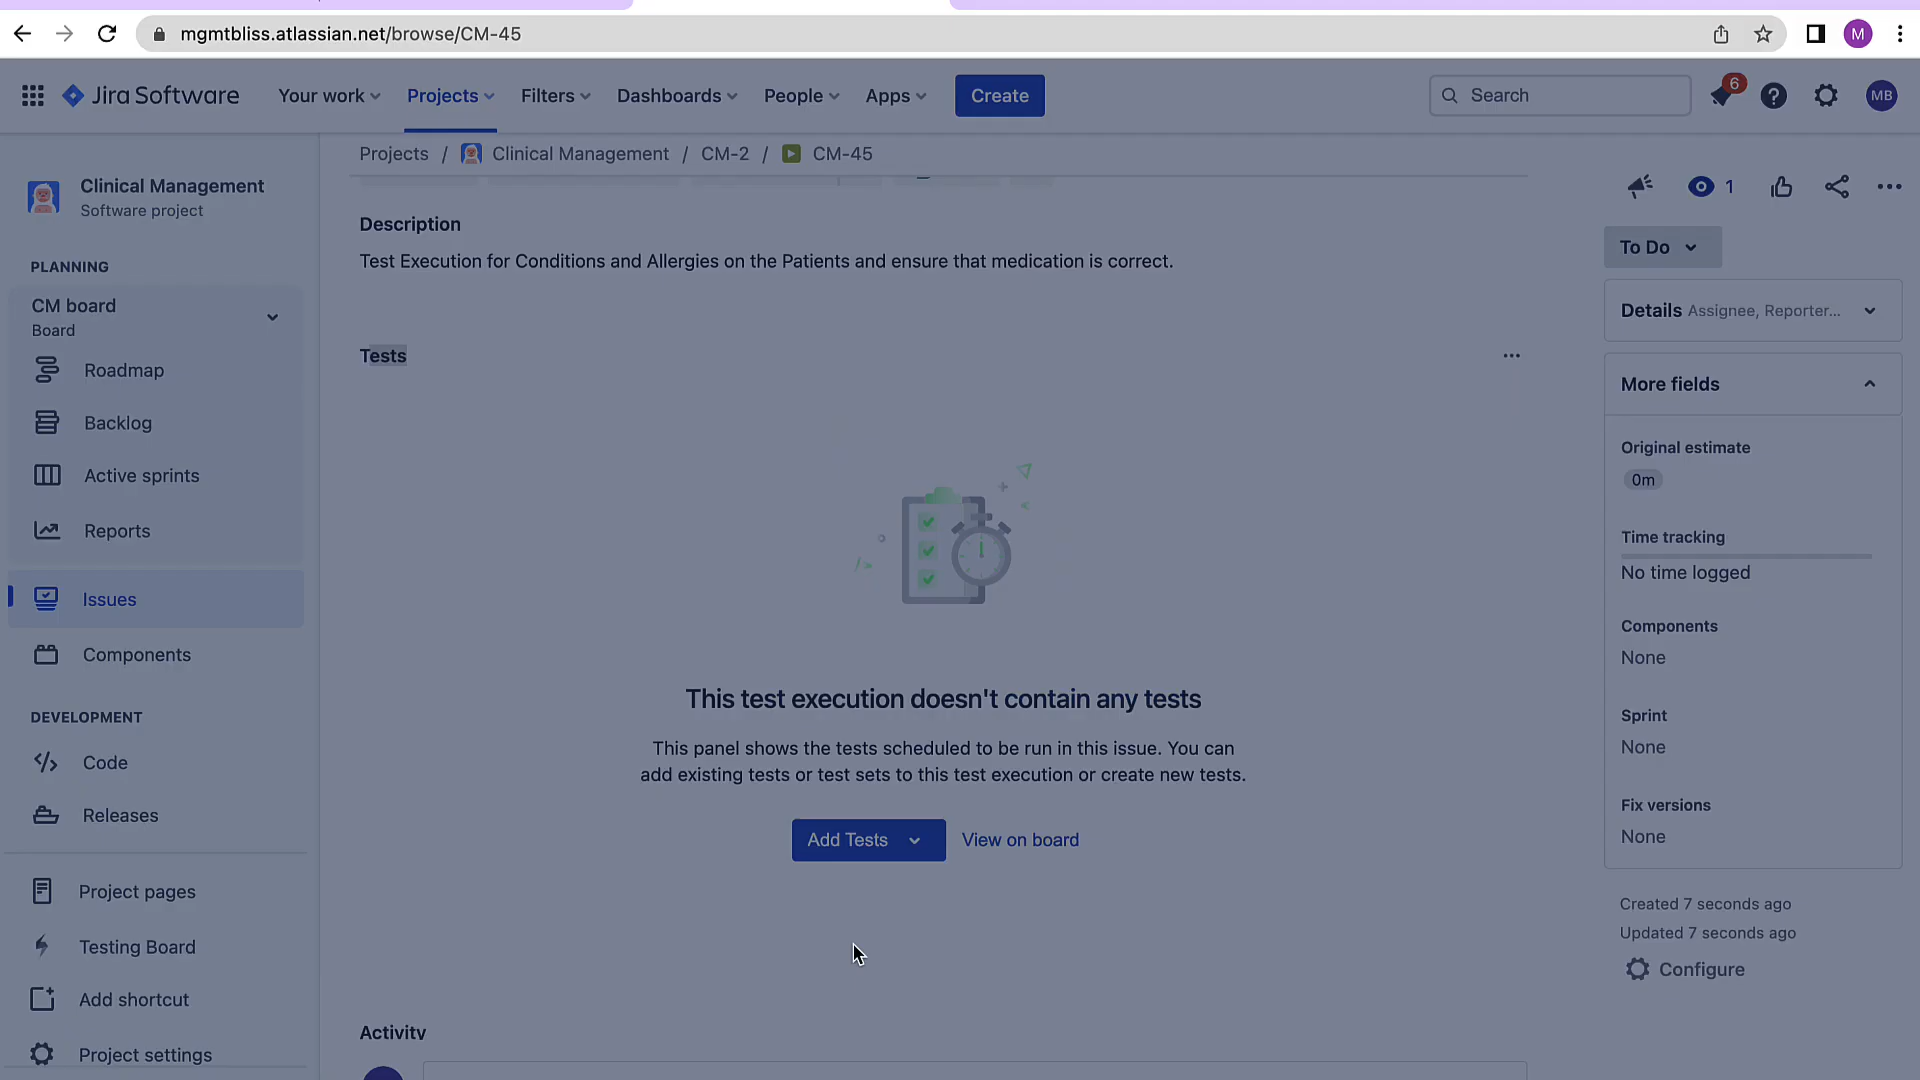 mgmtbliss.atlassian.net/browse/CM-45
M
Jira Software
Your work
Projects
Filters
Dashboards
People
Apps
Create
Search
6
MB
Projects / Clinical Management / CM-2 / CM-45
Clinical Management
Software project
PLANNING
CM board
Board
Roadmap
Backlog
Active sprints
Reports
Issues
Components
DEVELOPMENT
Code
Releases
Project pages
Testing Board
Add shortcut
Project settings
Description
Test Execution for Conditions and Allergies on the Patients and ensure that medication is correct.
Tests
This test execution doesn't contain any tests
This panel shows the tests scheduled to be run in this issue. You can
add existing tests or test sets to this test execution or create new tests.
Add Tests
View on board
Activity
1
To Do
Details Assignee, Reporter...
More fields
Original estimate
0m
Time tracking
No time logged
Components
None
Sprint
None
Fix versions
None
Created 7 seconds ago
Updated 7 seconds ago
Configure